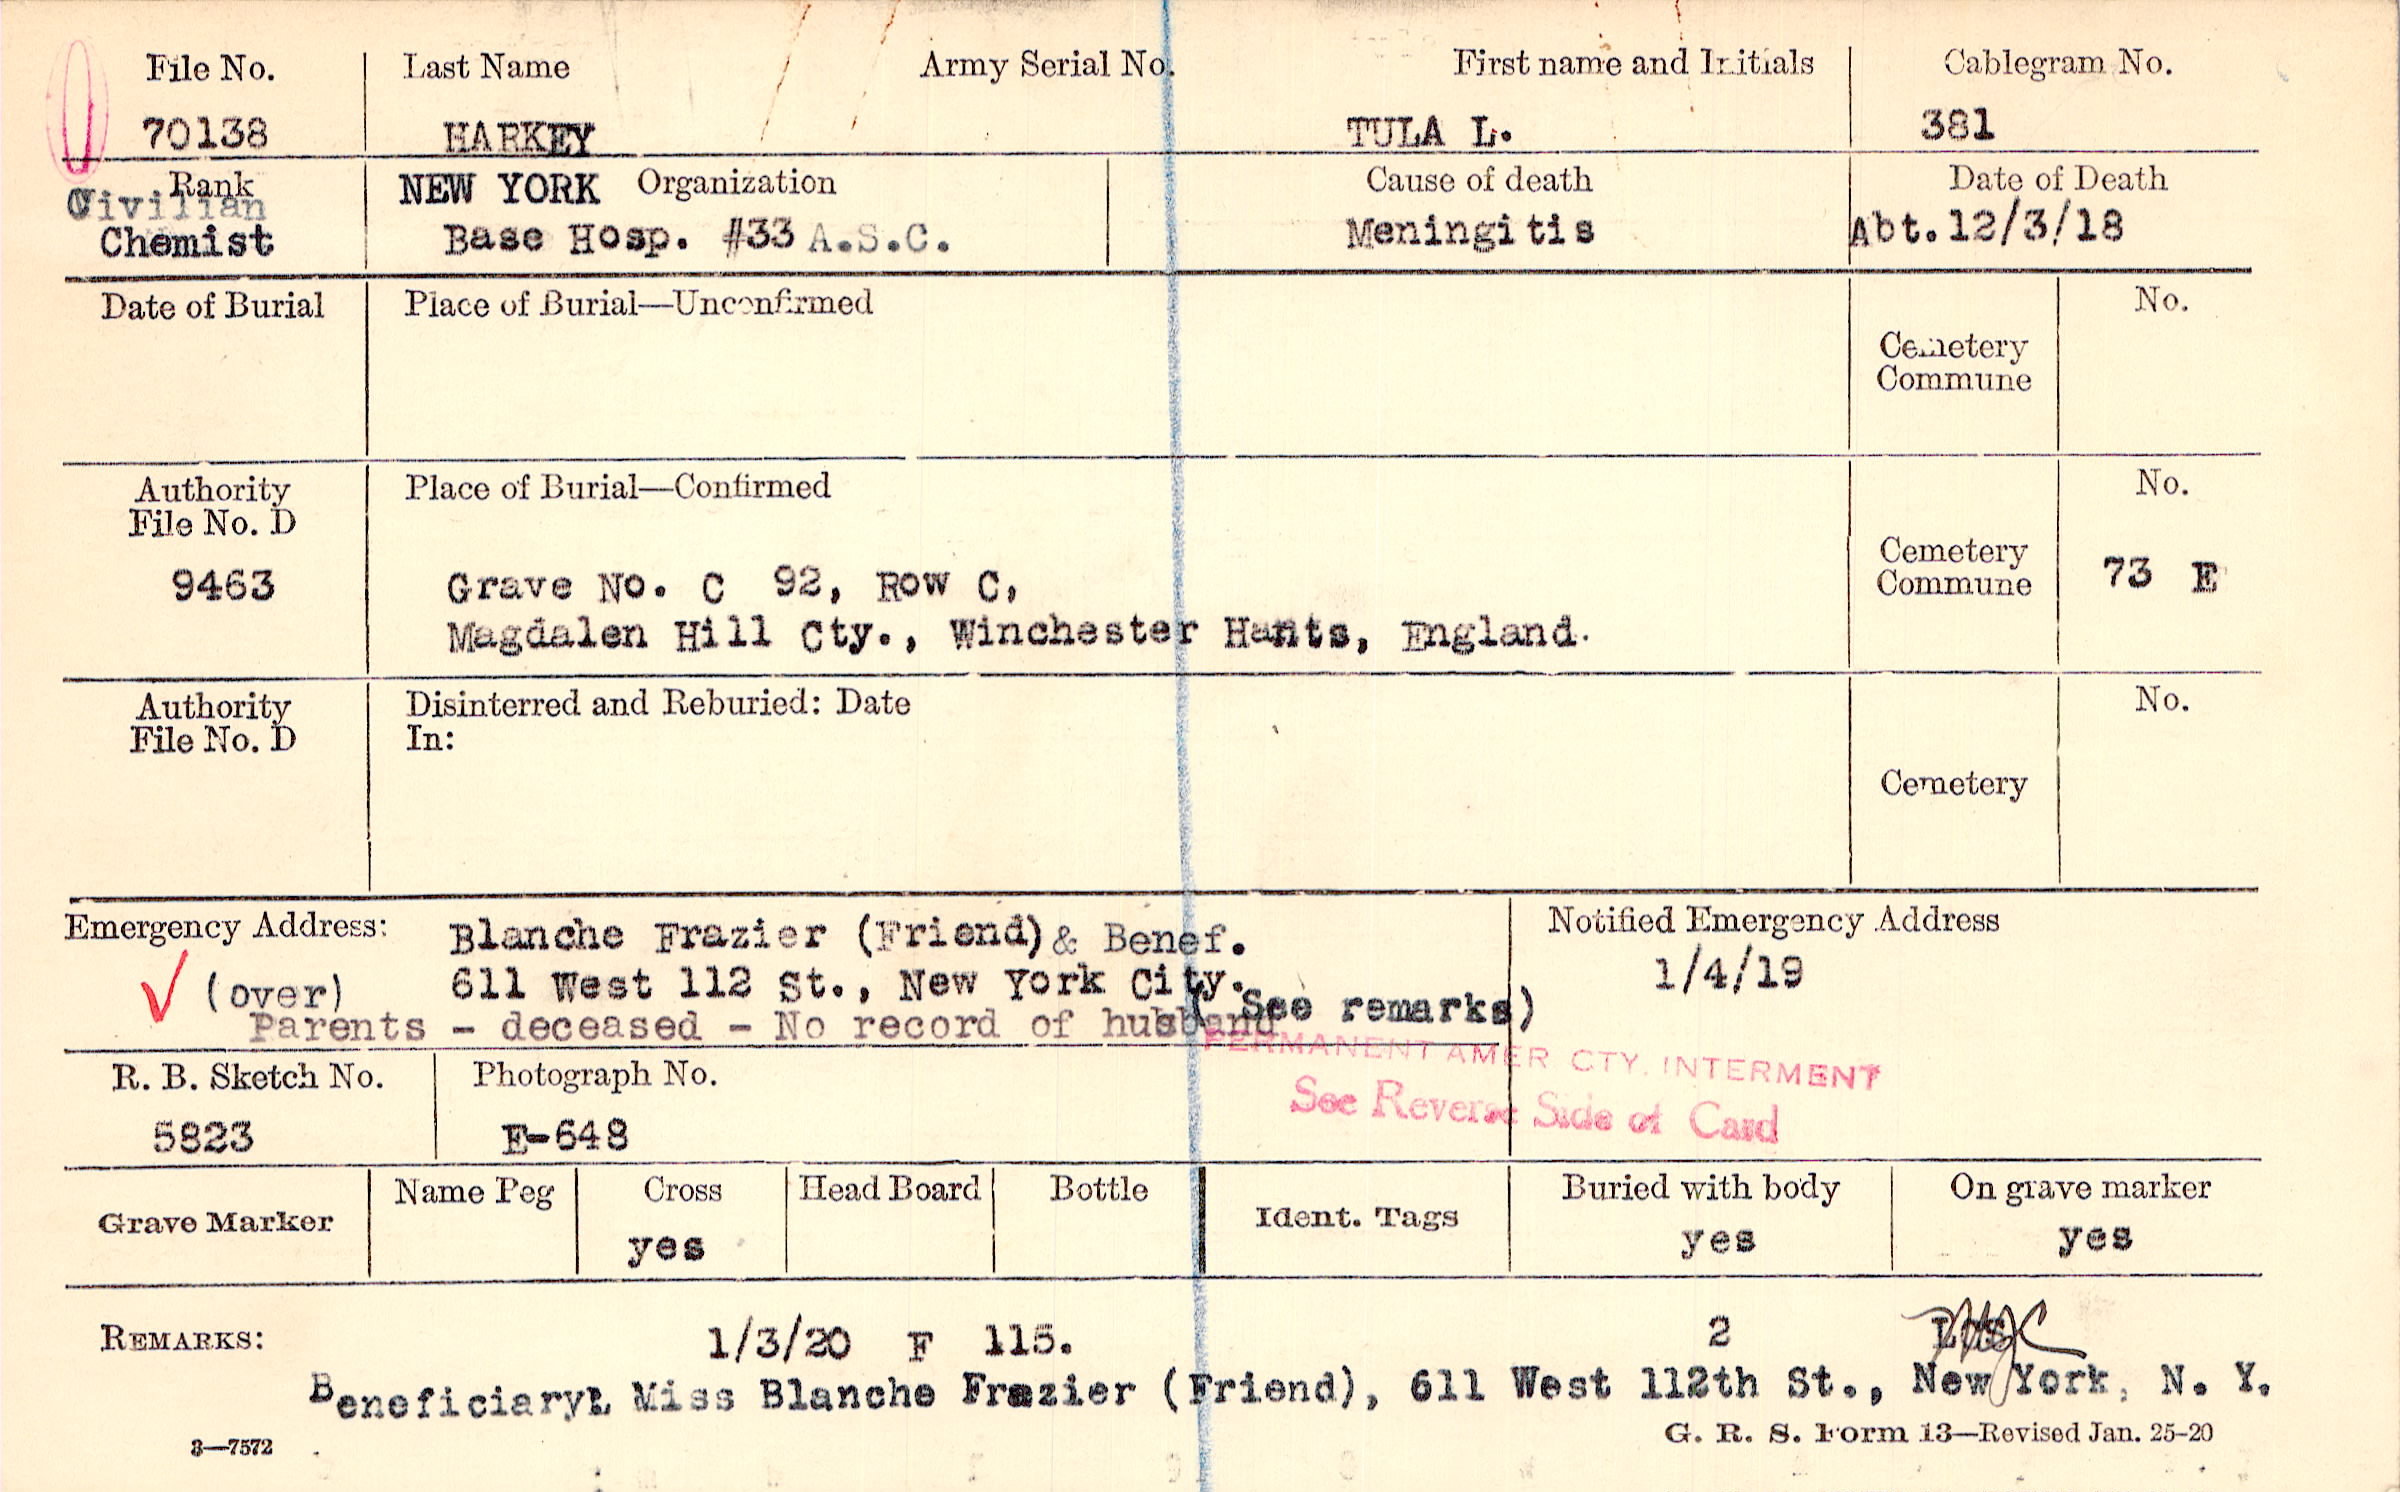 File No. Last Name Army Serial No. First name and Initials Cablegram No.
70138 HARKEY TULA L. 381
Rank NEW YORK Organization Cause of death Date of Death
Civilian
Chemist Base Hosp. #33 A.S.C. Meningitis Abt.12/3/18
Date of Burial Place of Burial—Unconfirmed No.
Cemetery
Commune
Authority Place of Burial—Confirmed No.
File No. D
Cemetery
9463 Grave No. C 92, Row C, Commune 73 E
Magdalen Hill Cty., Winchester Hants, England.
Authority Disinterred and Reburied: Date No.
File No. D In:
Cemetery
Emergency Address: Blanche Frazier (Friend) & Benef. Notified Emergency Address
(over) 611 West 112 St., New York City. 1/4/19
(See remarks)
Parents - deceased - No record of husband
PERMANENT AMER CTY. INTERMENT
R. B. Sketch No. Photograph No.
See Reverse Side of Card
5823 E-648
Grave Marker Name Peg Cross Head Board Bottle Ident. Tags Buried with body On grave marker
yes yes yes
REMARKS: 1/3/20 F 115. 2
Beneficiary: Miss Blanche Frazier (Friend), 611 West 112th St., New York, N. Y.
3—7572 G. R. S. Form 13—Revised Jan. 25-20